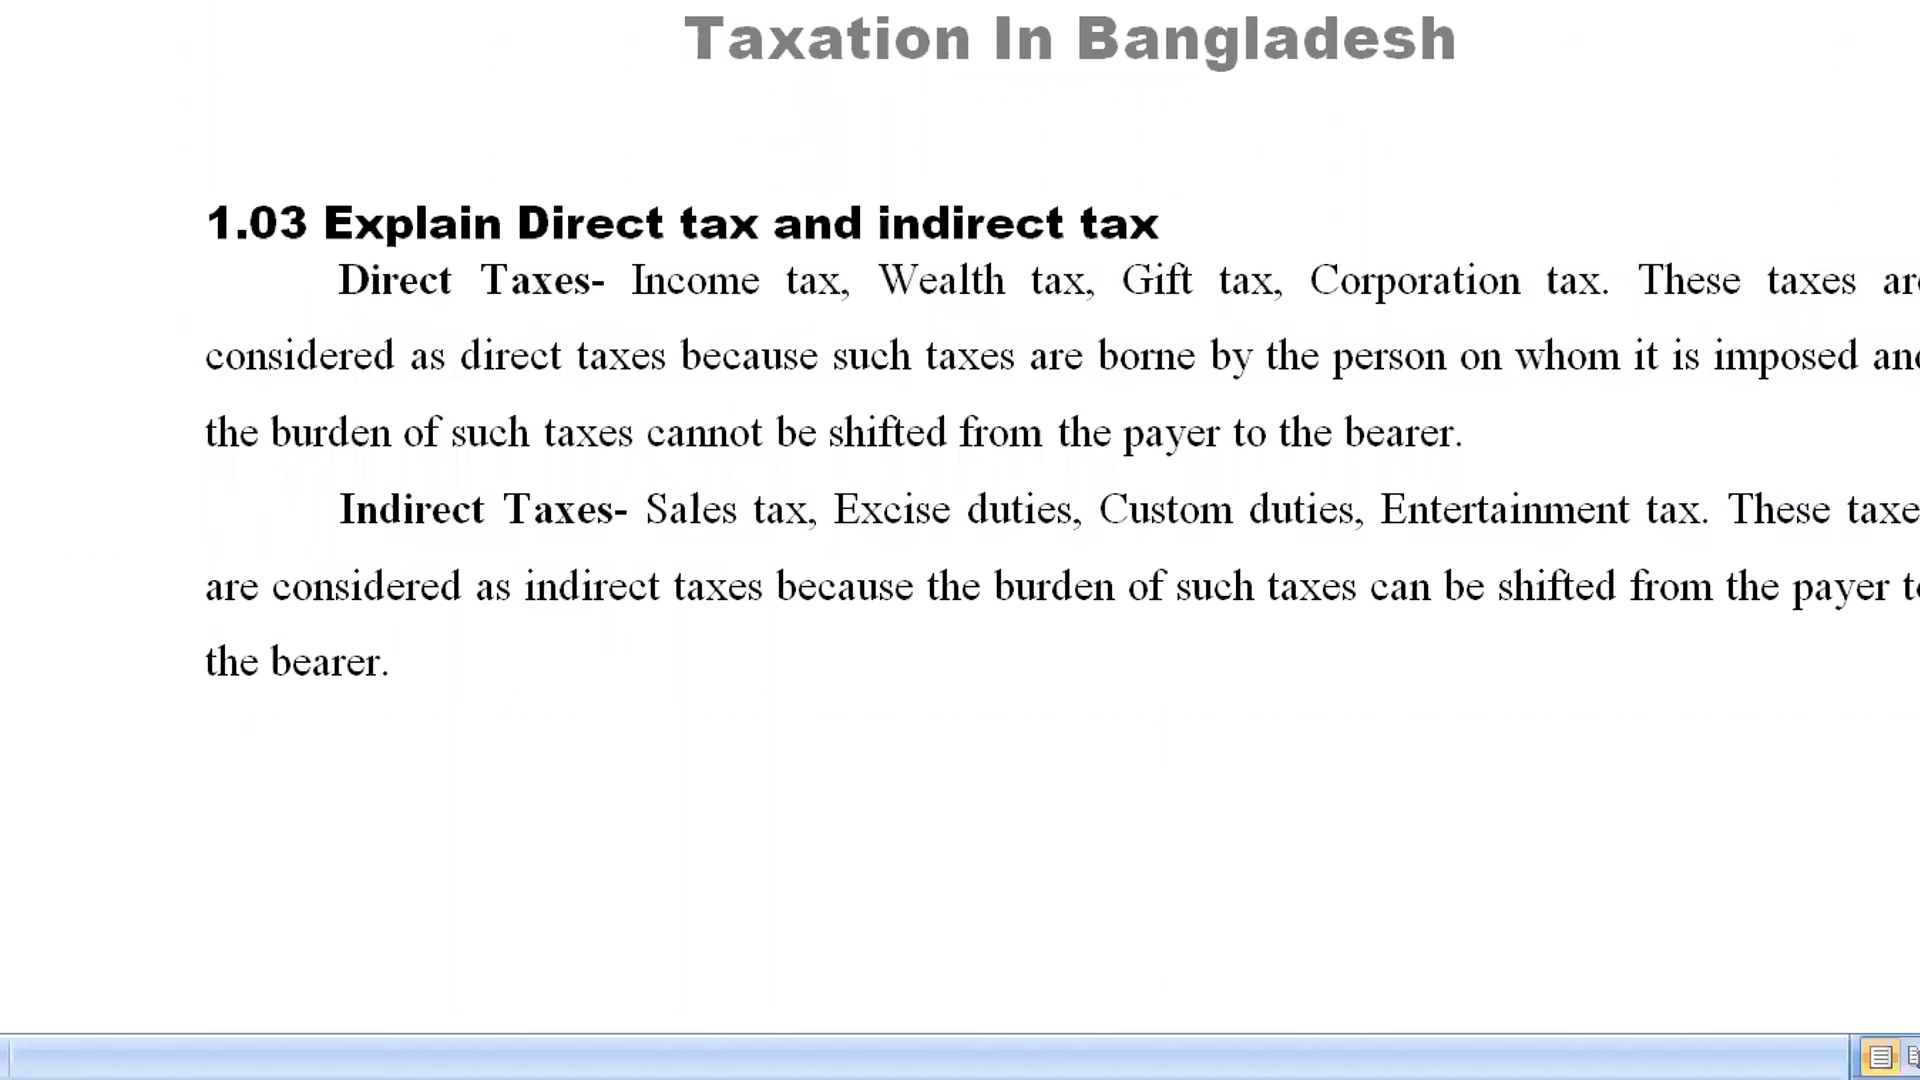 Taxation In Bangladesh
1.03 Explain Direct tax and indirect tax
Direct Taxes- Income tax, Wealth tax, Gift tax, Corporation tax. These taxes are
considered as direct taxes because such taxes are borne by the person on whom it is imposed and
the burden of such taxes cannot be shifted from the payer to the bearer.
Indirect Taxes- Sales tax, Excise duties, Custom duties, Entertainment tax. These taxe
are considered as indirect taxes because the burden of such taxes can be shifted from the payer to
the bearer.